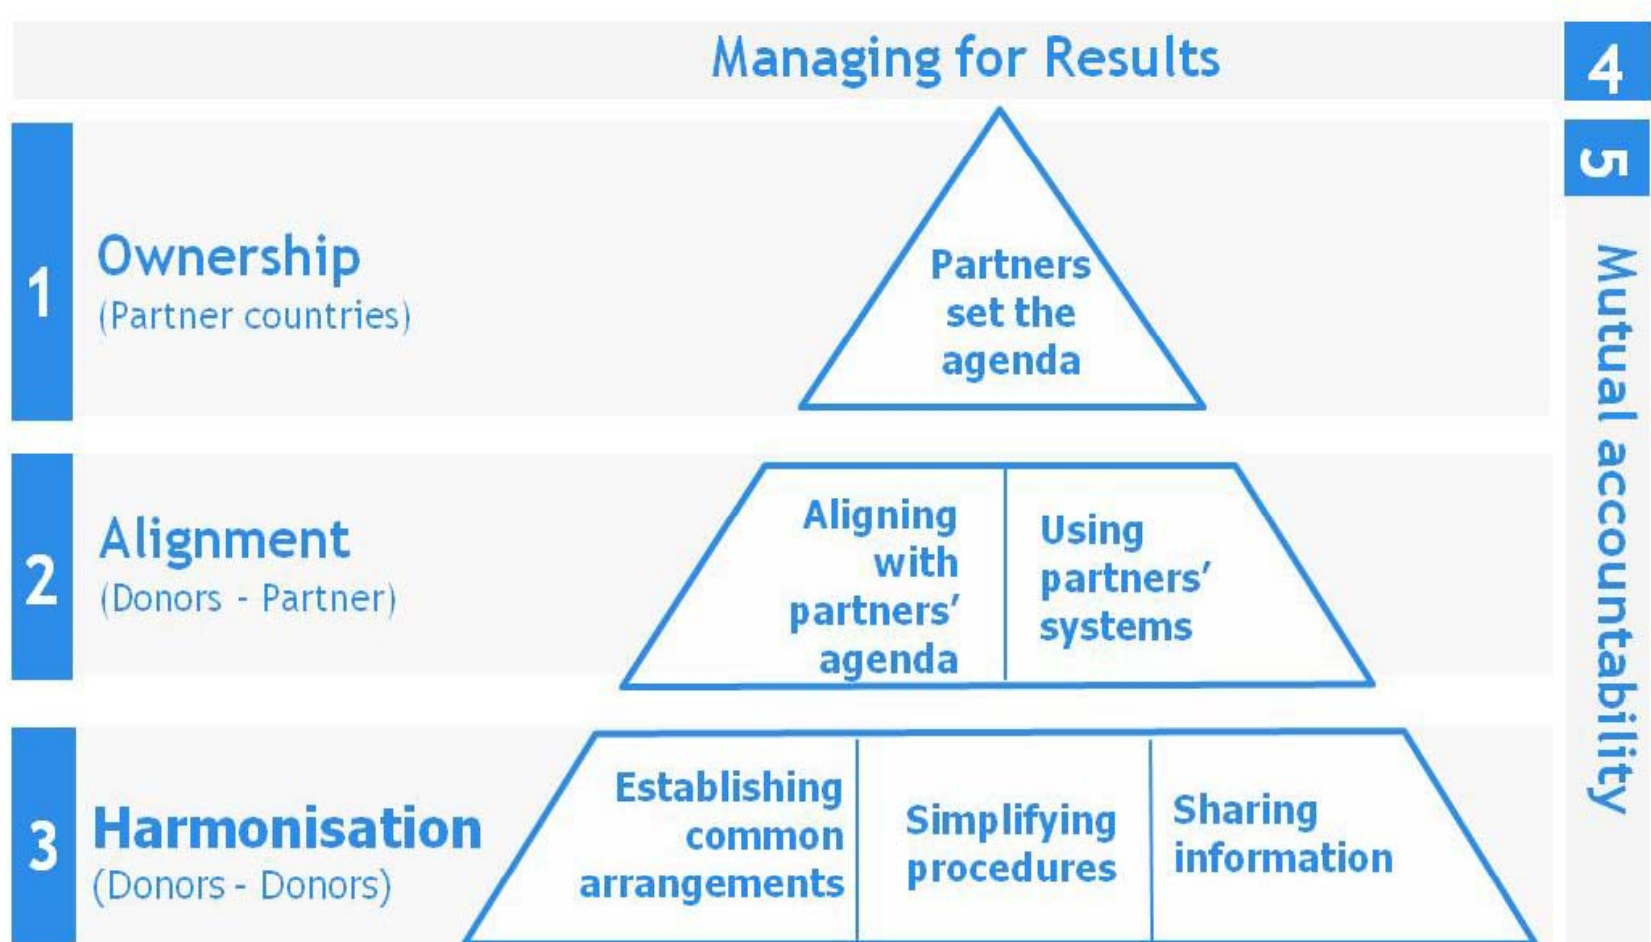 Managing for Results
4
5
Mutual accountability
1
Ownership
(Partner countries)
Partners
set the
agenda
2
Alignment
(Donors - Partner)
Aligning
with
partners’
agenda
Using
partners’
systems
3
Harmonisation
(Donors - Donors)
Establishing
common
arrangements
Simplifying
procedures
Sharing
information